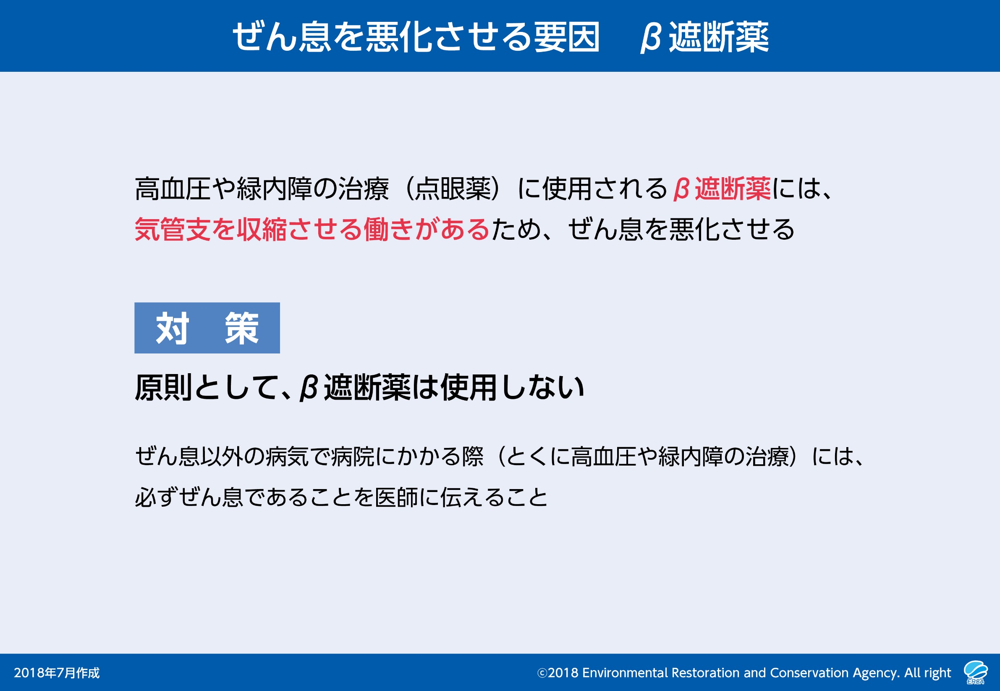 ぜん息を悪化させる要因　β遮断薬
高血圧や緑内障の治療（点眼薬）に使用されるβ遮断薬には、
気管支を収縮させる働きがあるため、ぜん息を悪化させる
対　策
原則として、β遮断薬は使用しない
ぜん息以外の病気で病院にかかる際（とくに高血圧や緑内障の治療）には、
必ずぜん息であることを医師に伝えること
2018年7月作成
©2018 Environmental Restoration and Conservation Agency. All right
ERCA